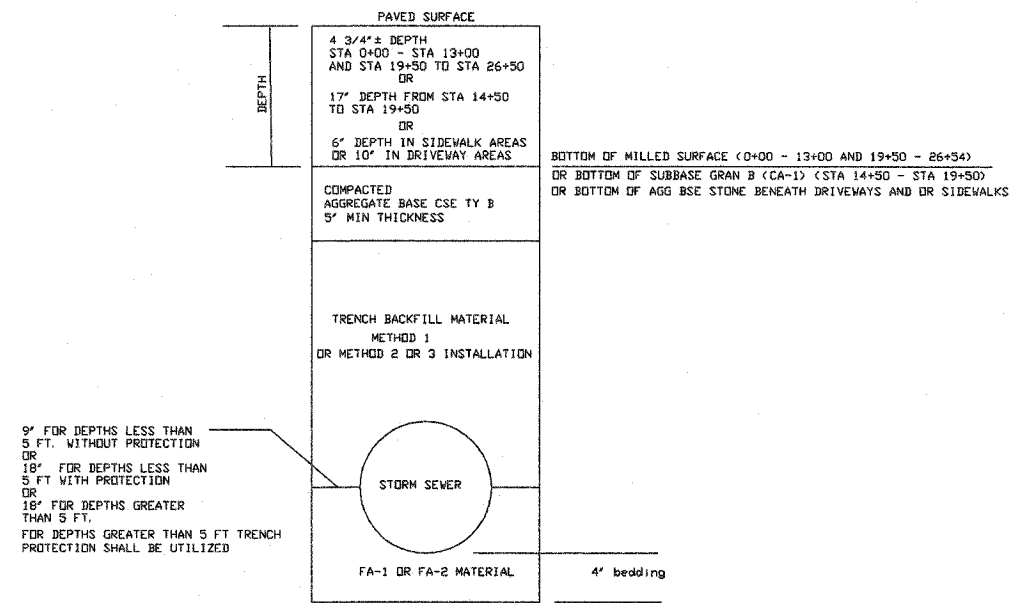 PAVED SURFACE
4 3/4"± DEPTH
STA 0+00 - STA 13+00
AND STA 19+50 TO STA 26+50
OR
17" DEPTH FROM STA 14+50
TO STA 19+50
OR
6" DEPTH IN SIDEWALK AREAS
OR 10" IN DRIVEWAY AREAS
DEPTH
BOTTOM OF MILLED SURFACE (0+00 - 13+00 AND 19+50 - 26+54)
OR BOTTOM OF SUBBASE GRAN B (CA-1) (STA 14+50 - STA 19+50)
OR BOTTOM OF AGG BSE STONE BENEATH DRIVEWAYS AND OR SIDEWALKS
COMPACTED
AGGREGATE BASE CSE TY B
5" MIN THICKNESS
TRENCH BACKFILL MATERIAL
METHOD 1
OR METHOD 2 OR 3 INSTALLATION
9" FOR DEPTHS LESS THAN
5 FT. WITHOUT PROTECTION
OR
18" FOR DEPTHS LESS THAN
5 FT WITH PROTECTION
OR
18" FOR DEPTHS GREATER
THAN 5 FT.
FOR DEPTHS GREATER THAN 5 FT TRENCH
PROTECTION SHALL BE UTILIZED
STORM SEWER
FA-1 OR FA-2 MATERIAL
4" bedding